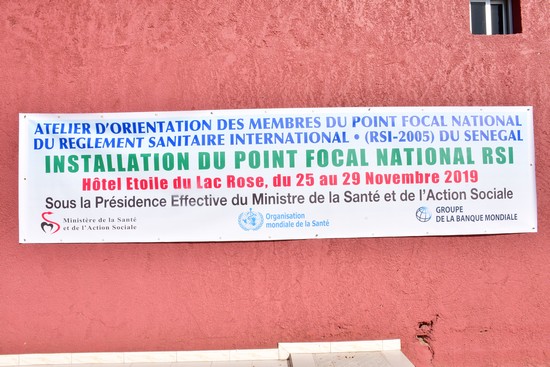 ATELIER D'ORIENTATION DES MEMBRES DU POINT FOCAL NATIONAL
DU REGLEMENT SANITAIRE INTERNATIONAL • (RSI-2005) DU SENEGAL
INSTALLATION DU POINT FOCAL NATIONAL RSI
Hôtel Etoile du Lac Rose, du 25 au 29 Novembre 2019
Sous la Présidence Effective du Ministre de la Santé et de l'Action Sociale
Ministère de la Santé
et de l'Action Sociale
Organisation
mondiale de la Santé
GROUPE
DE LA BANQUE MONDIALE